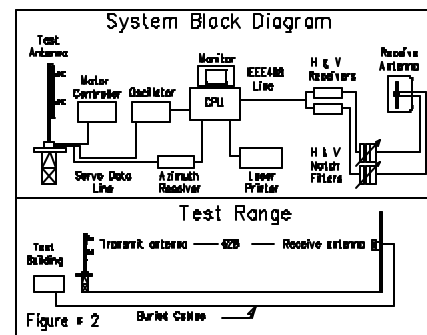 System Block Diagram
Test
Antenna
Motor
Controller
Oscillator
Monitor
CPU
IEEE488
Line
H & V
Receivers
Receive
Antenna
Servo Data
Line
Azimuth
Receiver
Laser
Printer
H & V
Notch
Filters
Test Range
Test
Building
Transmit antenna
Receive antenna
Buried Cables
Figure # 2